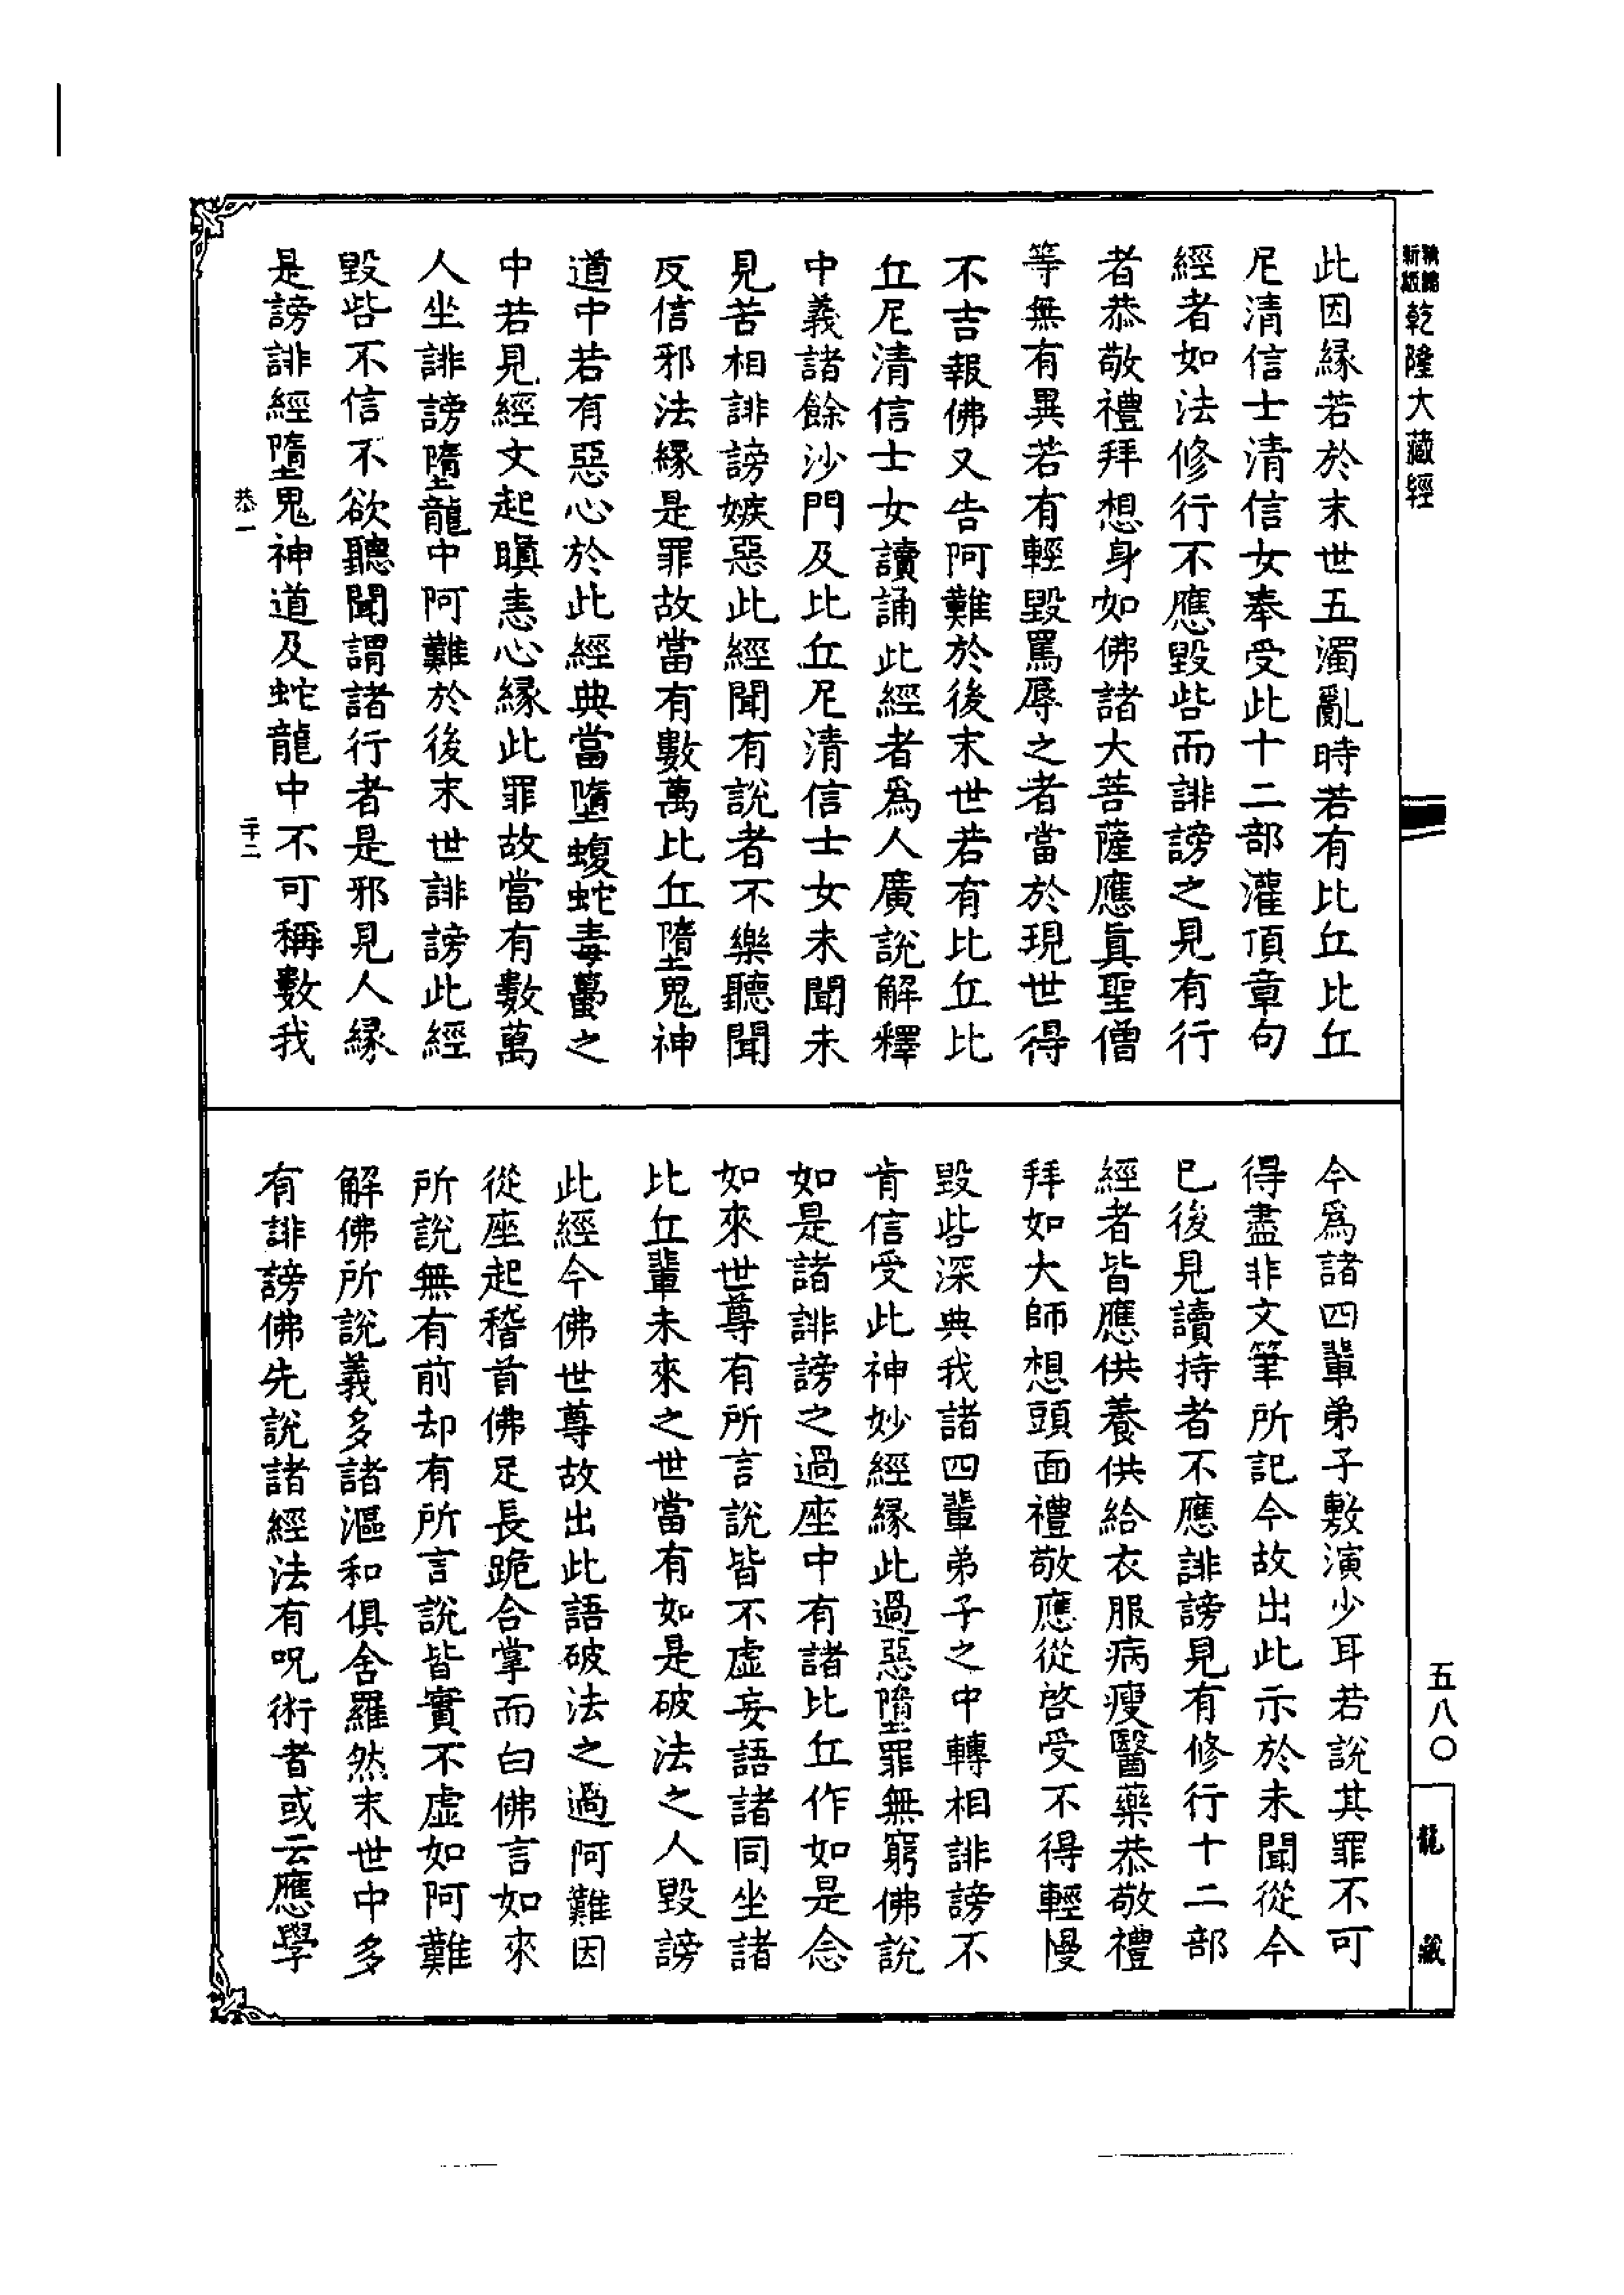 精編
新版
乾隆大藏經
此因緣若於末世五濁亂時若有比丘比丘
尼清信士清信女奉受此十二部灌頂章句
經者如法修行不應毀呰而誹謗之見有行
者恭敬禮拜想身如佛諸大菩薩應眞聖僧
等無有異若有輕毀罵辱之者當於現世得
不吉報佛又告阿難於後末世若有比丘比
丘尼清信士女讀誦此經者爲人廣說解釋
中義諸餘沙門及比丘尼清信士女未聞未
見苦相誹謗嫉惡此經聞有說者不樂聽聞
反信邪法緣是罪故當有數萬比丘墮鬼神
道中若有惡心於此經典當墮蝮蛇毒蠆之
中若見經文起瞋恚心緣此罪故當有數萬
人坐誹謗墮龍中阿難於後末世誹謗此經
毀呰不信不欲聽聞謂諸行者是邪見人緣
是謗誹經墮鬼神道及蛇龍中不可稱數我
恭一
二十二
今爲諸四輩弟子敷演少耳若說其罪不可
得盡非文筆所記今故出此示於未聞從今
已後見讀持者不應誹謗見有修行十二部
經者皆應供養供給衣服病瘦醫藥恭敬禮
拜如大師想頭面禮敬應從啓受不得輕慢
毀呰深典我諸四輩弟子之中轉相誹謗不
肯信受此神妙經緣此過惡墮罪無窮佛說
如是諸誹謗之過座中有諸比丘作如是念
如來世尊有所言說皆不虛妄語諸同坐諸
比丘輩未來之世當有如是破法之人毀謗
此經今佛世尊故出此語破法之過阿難因
從座起稽首佛足長跪合掌而白佛言如來
所說無有前却有所言說皆實不虛如阿難
解佛所說義多諸漚和俱舍羅然末世中多
有誹謗佛先說諸經法有呪術者或云應學
五八〇
龍藏